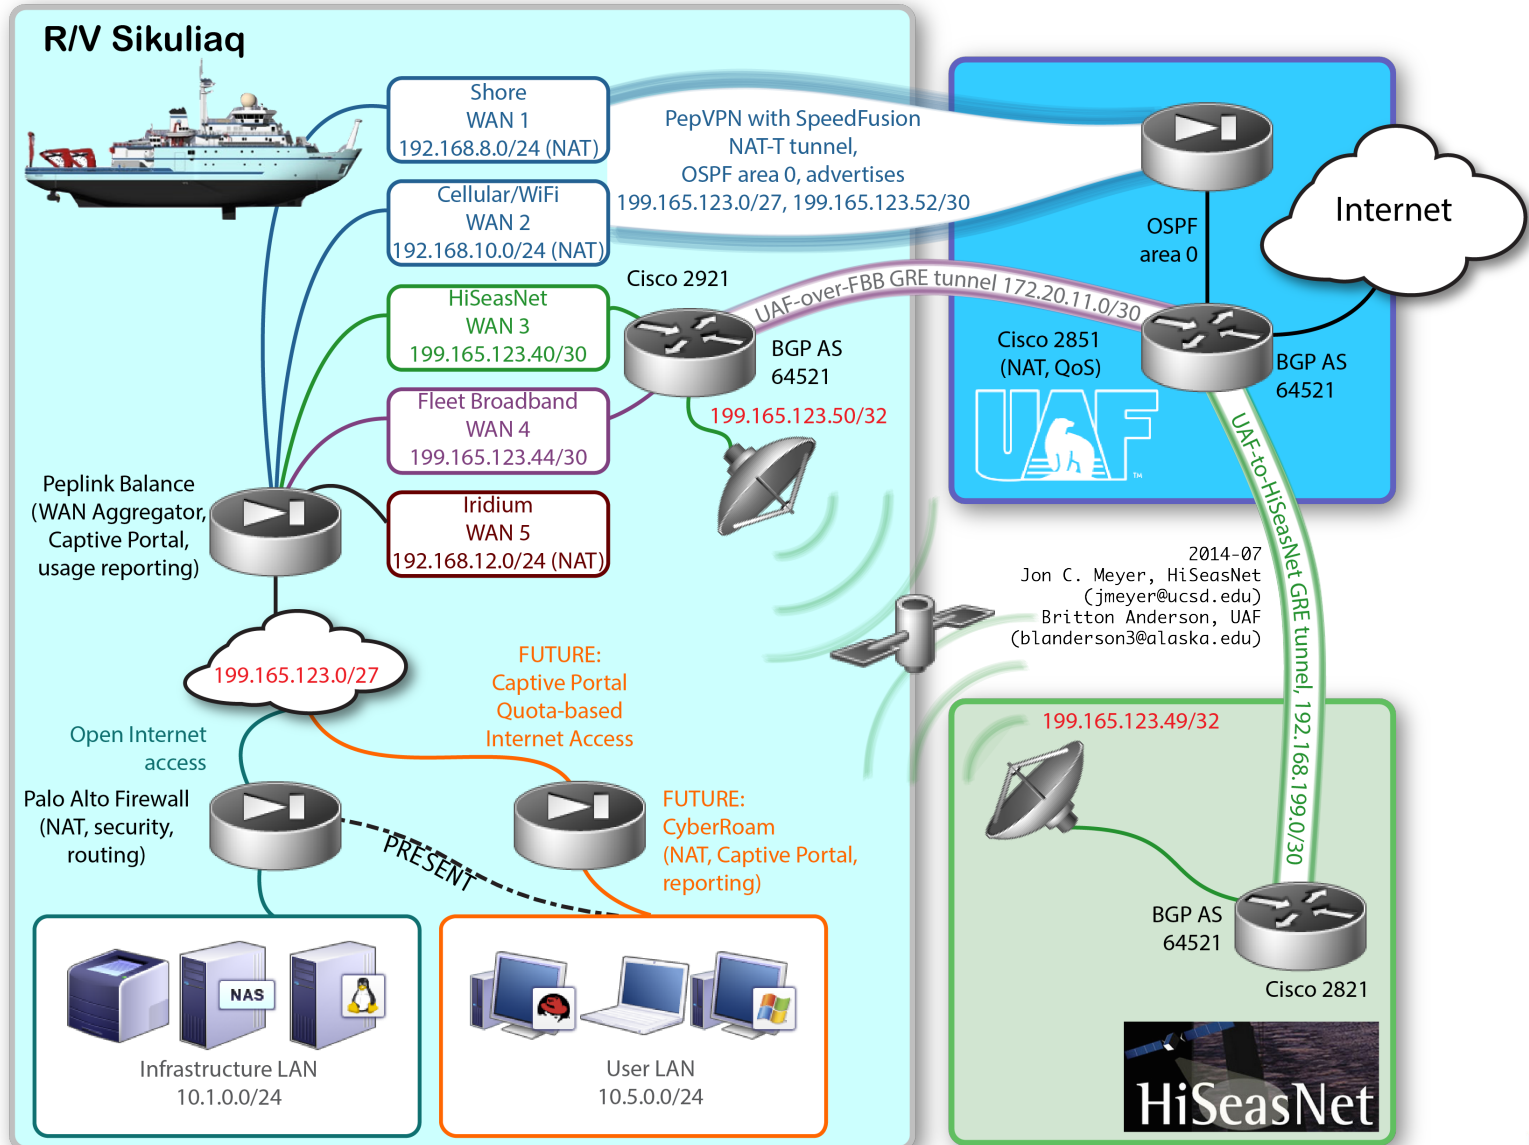 R/V Sikuliaq
Shore
WAN 1
192.168.8.0/24 (NAT)
Cellular/WiFi
WAN 2
192.168.10.0/24 (NAT)
HiSeasNet
WAN 3
199.165.123.40/30
Fleet Broadband
WAN 4
199.165.123.44/30
Iridium
WAN 5
192.168.12.0/24 (NAT)
PepVPN with SpeedFusion
NAT-T tunnel,
OSPF area 0, advertises
199.165.123.0/27, 199.165.123.52/30
OSPF
area 0
Internet
Cisco 2921
UAF-over-FBB GRE tunnel 172.20.11.0/30
BGP AS
64521
Cisco 2851
(NAT, QoS)
BGP AS
64521
UAF
TM
199.165.123.50/32
UAF-to-HiSeasNet GRE tunnel, 192.168.199.0/30
Peplink Balance
(WAN Aggregator,
Captive Portal,
usage reporting)
2014-07
Jon C. Meyer, HiSeasNet
(jmeyer@ucsd.edu)
Britton Anderson, UAF
(blanderson3@alaska.edu)
199.165.123.0/27
FUTURE:
Captive Portal
Quota-based
Internet Access
Open Internet
access
Palo Alto Firewall
(NAT, security,
routing)
PRESENT
FUTURE:
CyberRoam
(NAT, Captive Portal,
reporting)
199.165.123.49/32
BGP AS
64521
Cisco 2821
HiSeasNet
NAS
Infrastructure LAN
10.1.0.0/24
User LAN
10.5.0.0/24